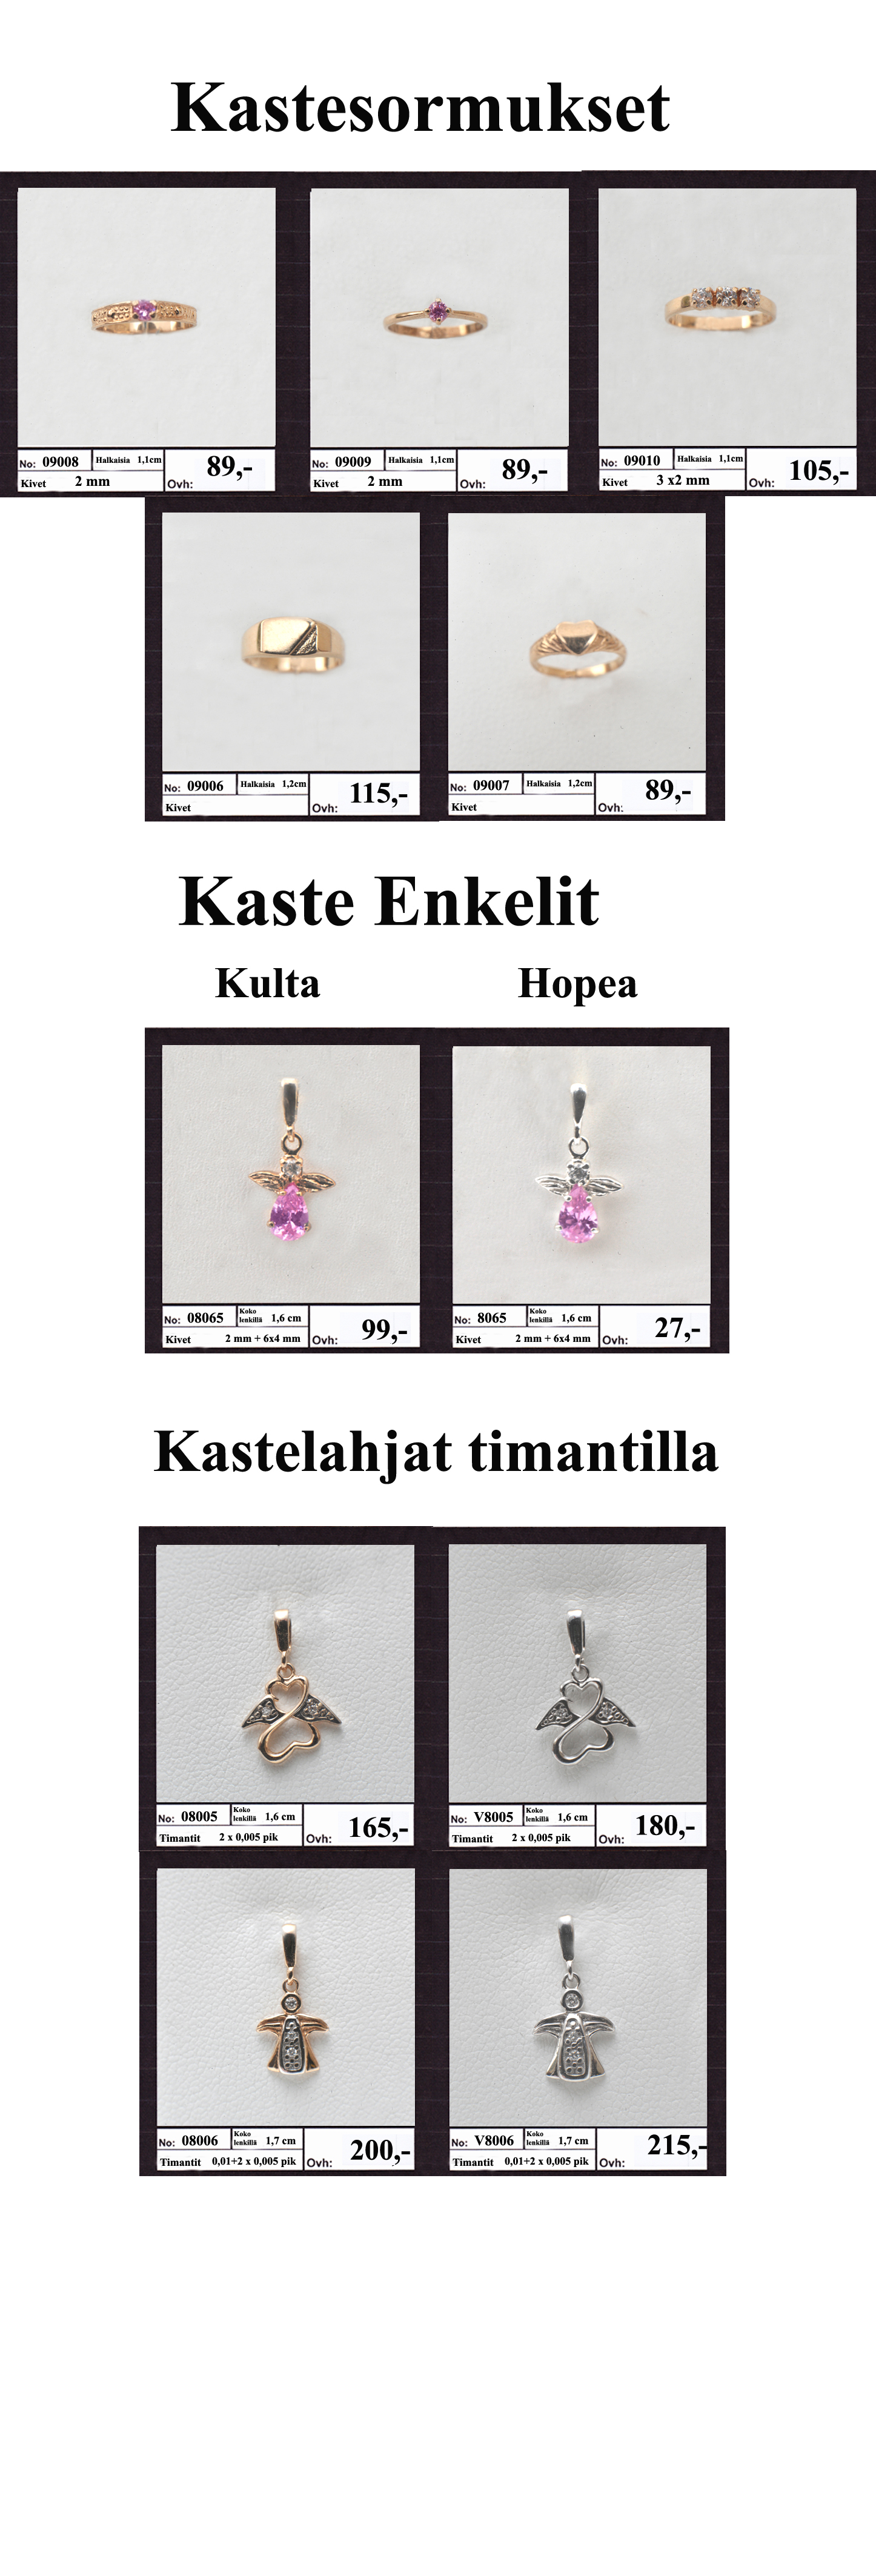 Kastesormukset
No: 09008 Halkaisia 1,1cm 89,-
Kivet 2 mm Ovh:
No: 09009 Halkaisia 1,1cm 89,-
Kivet 2 mm Ovh:
No: 09010 Halkaisia 1,1cm 105,-
Kivet 3 x2 mm Ovh:
No: 09006 Halkaisia 1,2cm 115,-
Kivet Ovh:
No: 09007 Halkaisia 1,2cm 89,-
Kivet Ovh:
Kaste Enkelit
Kulta Hopea
No: 08065 Koko lenkillä 1,6 cm 99,-
Kivet 2 mm + 6x4 mm Ovh:
No: 8065 Koko lenkillä 1,6 cm 27,-
Kivet 2 mm + 6x4 mm Ovh:
Kastelahjat timantilla
No: 08005 Koko lenkillä 1,6 cm 165,-
Timantit 2 x 0,005 pik Ovh:
No: V8005 Koko lenkillä 1,6 cm 180,-
Timantit 2 x 0,005 pik Ovh:
No: 08006 Koko lenkillä 1,7 cm 200,-
Timantit 0,01+2 x 0,005 pik Ovh:
No: V8006 Koko lenkillä 1,7 cm 215,-
Timantit 0,01+2 x 0,005 pik Ovh: